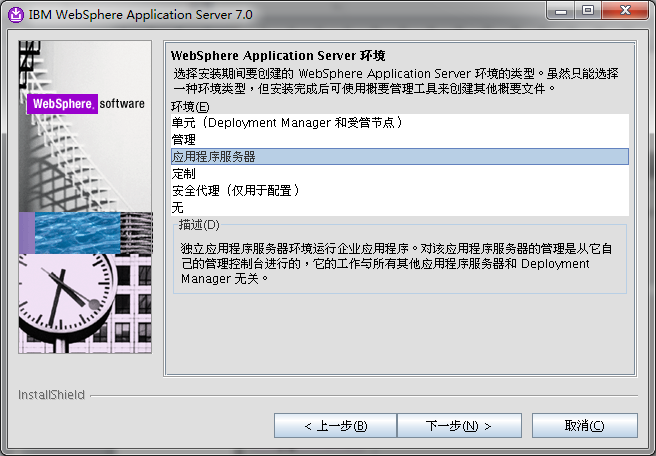 IBM WebSphere Application Server 7.0
WebSphere. software
WebSphere Application Server 环境
选择安装期间要创建的 WebSphere Application Server 环境的类型。虽然只能选择
一种环境类型，但安装完成后可使用概要管理工具来创建其他概要文件。
环境(E)
单元（Deployment Manager 和受管节点）
管理
应用程序服务器
定制
安全代理（仅用于配置）
无
描述(D)
独立应用程序服务器环境运行企业应用程序。对该应用程序服务器的管理是从它自
己的管理控制台进行的，它的工作与所有其他应用程序服务器和 Deployment
Manager 无关。
InstallShield
< 上一步(B)
下一步(N) >
取消(C)